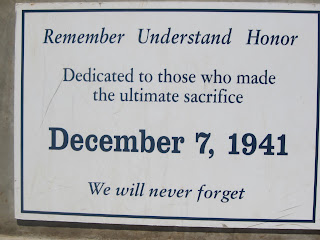 Remember Understand Honor
Dedicated to those who made
the ultimate sacrifice
December 7, 1941
We will never forget